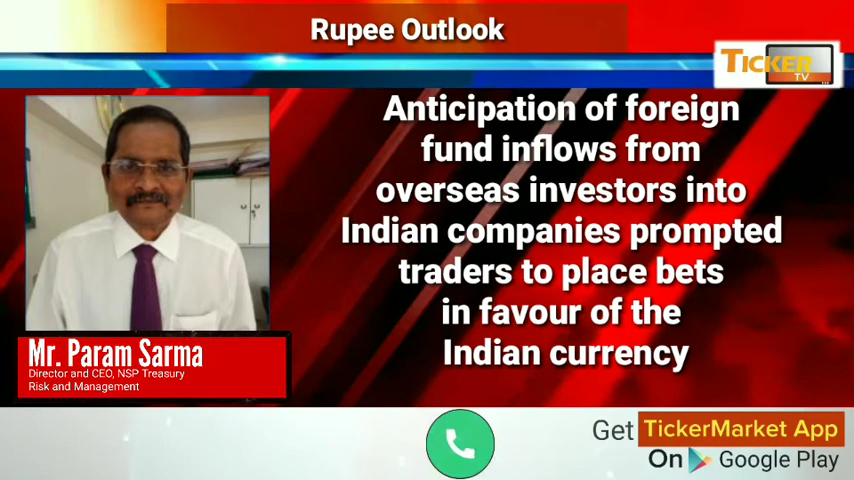 Rupee Outlook
TICKER
TV
Anticipation of foreign
fund inflows from
overseas investors into
Indian companies prompted
traders to place bets
in favour of the
Indian currency
Mr. Param Sarma
Director and CEO, NSP Treasury
Risk and Management
Get TickerMarket App
On Google Play